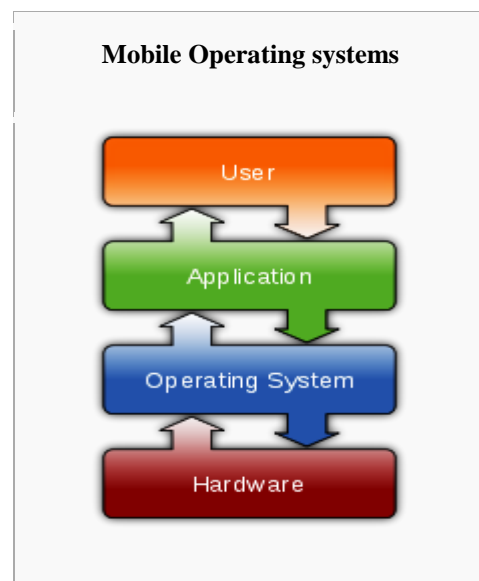 Mobile Operating systems
User
Application
Operating System
Hardware